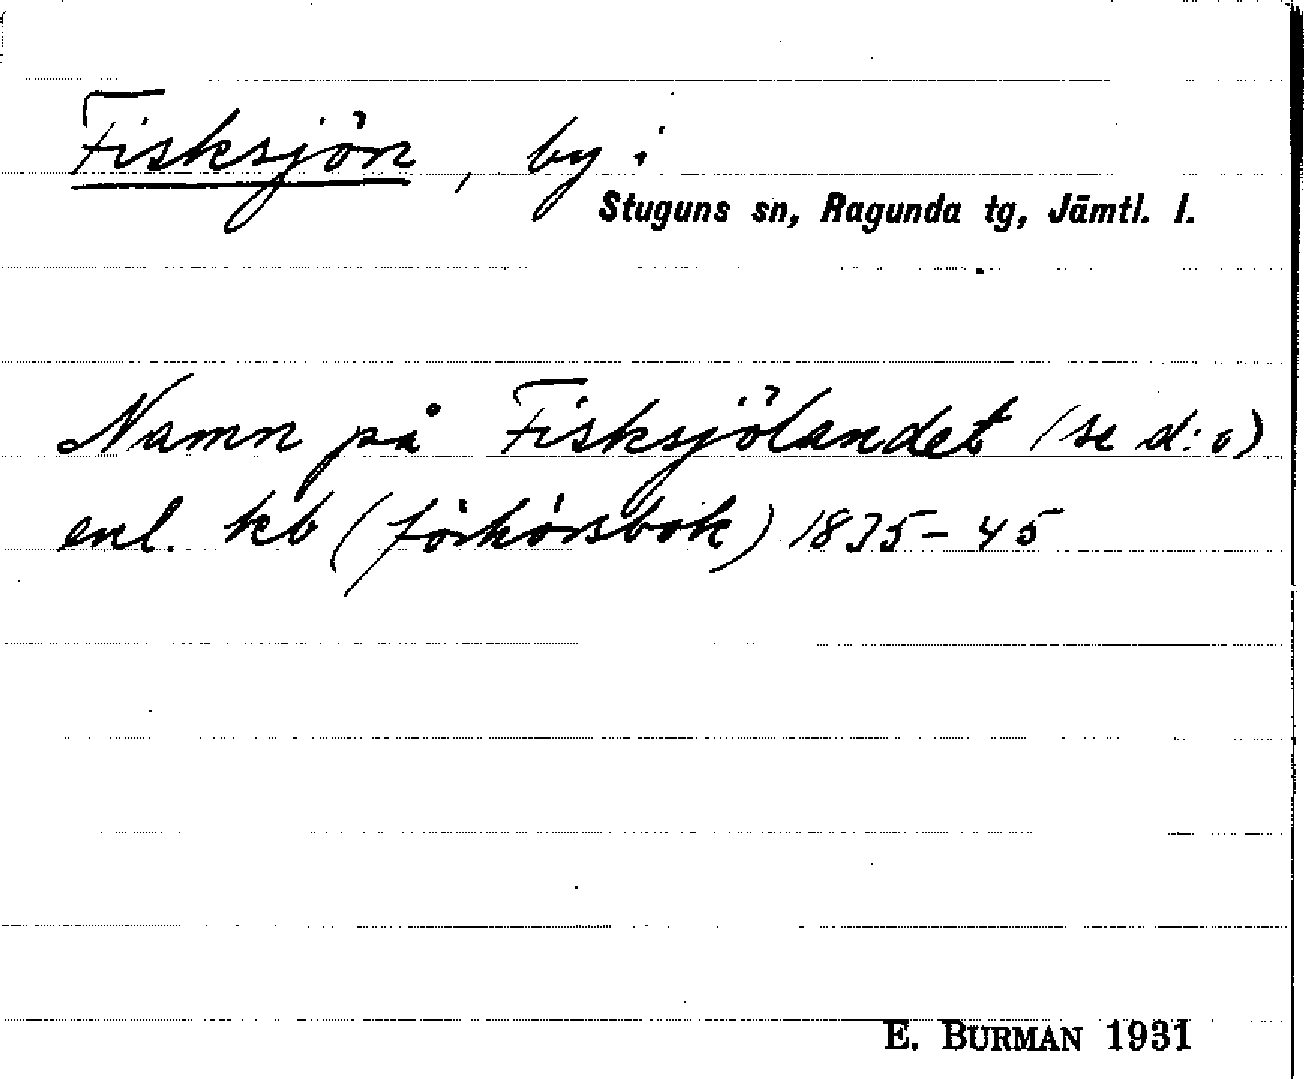 Fisksjön, by i
Stuguns sn, Ragunda tg, Jämtl. l.
Namn på Fisksjölandet (se d:o)
enl. kb (förhörsbok) 1835-45
E. BURMAN 1931